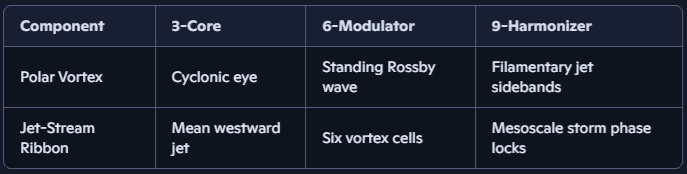 Component 3-Core 6-Modulator 9-Harmonizer
Polar Vortex Cyclonic eye Standing Rossby wave Filamentary jet sidebands
Jet-Stream Ribbon Mean westward jet Six vortex cells Mesoscale storm phase locks